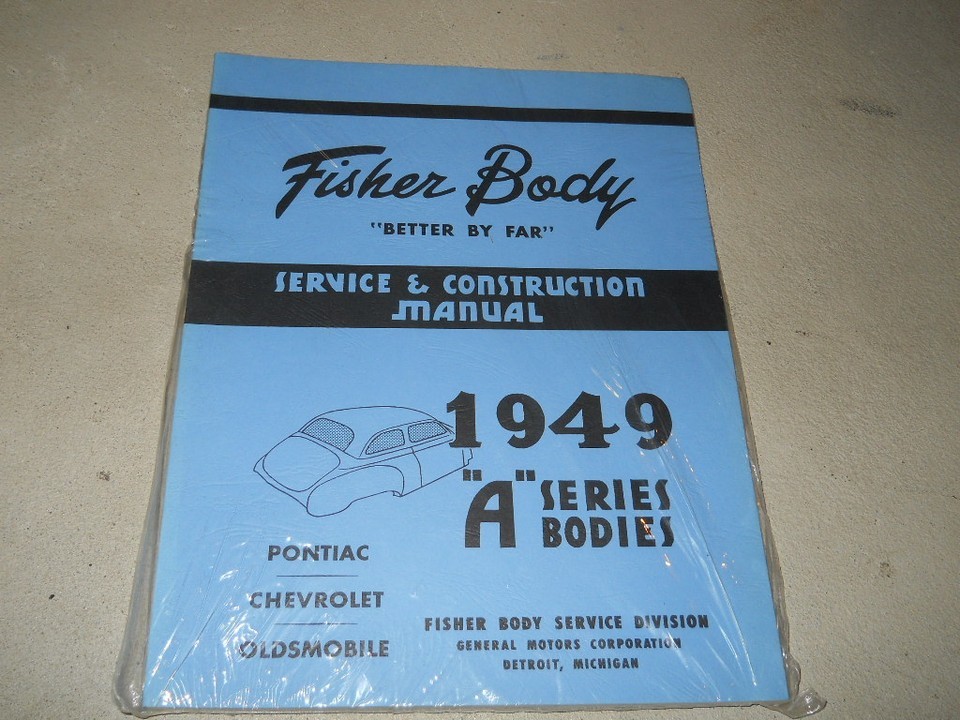 Fisher Body
"BETTER BY FAR"
SERVICE & CONSTRUCTION
MANUAL
1949
"A" SERIES
BODIES
PONTIAC
CHEVROLET
OLDSMOBILE
FISHER BODY SERVICE DIVISION
GENERAL MOTORS CORPORATION
DETROIT, MICHIGAN